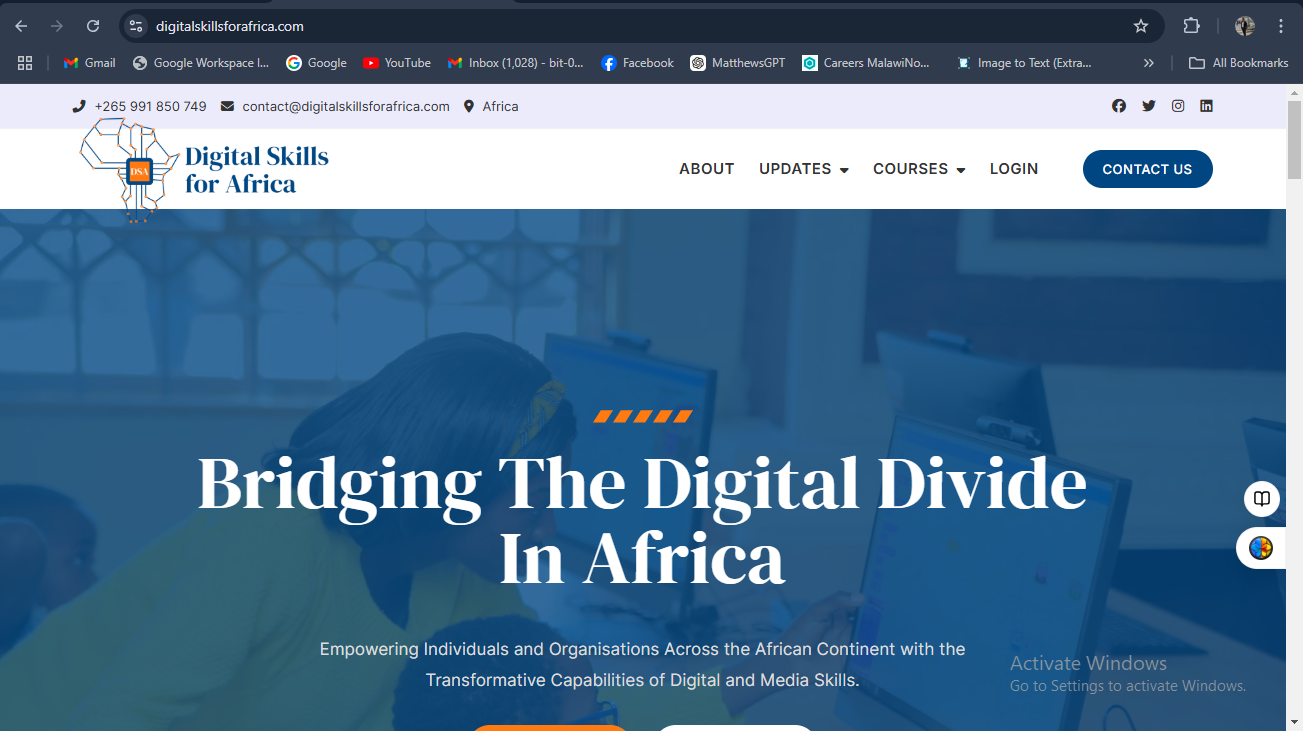 digitalskillsforafrica.com
Gmail
Google Workspace I...
Google
YouTube
Inbox (1,028) - bit-0...
Facebook
MatthewsGPT
Careers MalawiNo...
Image to Text (Extra...
All Bookmarks
+265 991 850 749
contact@digitalskillsforafrica.com
Africa
DSA
Digital Skills
for Africa
ABOUT
UPDATES
COURSES
LOGIN
CONTACT US
Bridging The Digital Divide
In Africa
Empowering Individuals and Organisations Across the African Continent with the
Transformative Capabilities of Digital and Media Skills.
Activate Windows
Go to Settings to activate Windows.